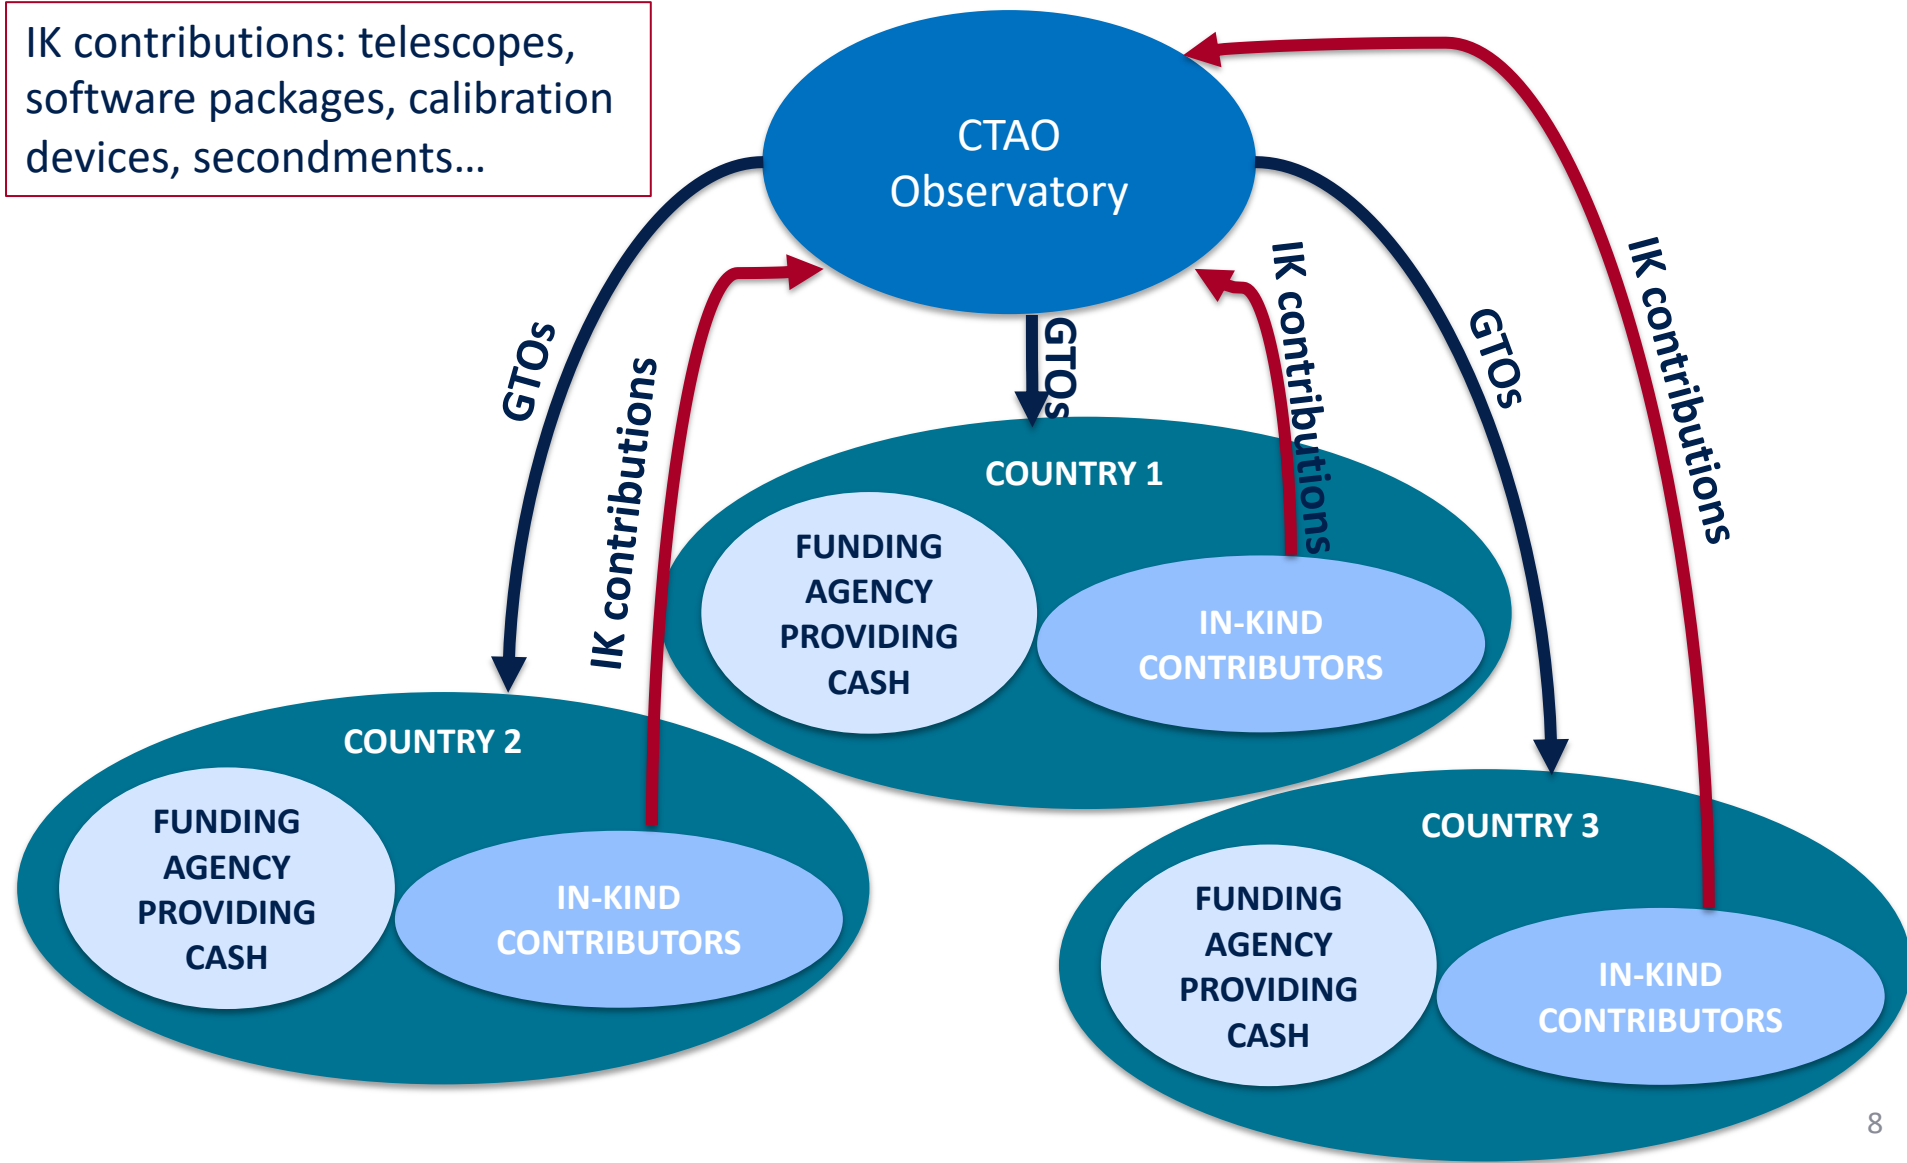 IK contributions: telescopes,
software packages, calibration
devices, secondments…
CTAO
Observatory
GTOs
IK contributions
GTOs
IK contributions
GTOs
IK contributions
COUNTRY 1
FUNDING
AGENCY
PROVIDING
CASH
IN-KIND
CONTRIBUTORS
COUNTRY 2
FUNDING
AGENCY
PROVIDING
CASH
IN-KIND
CONTRIBUTORS
COUNTRY 3
FUNDING
AGENCY
PROVIDING
CASH
IN-KIND
CONTRIBUTORS
8